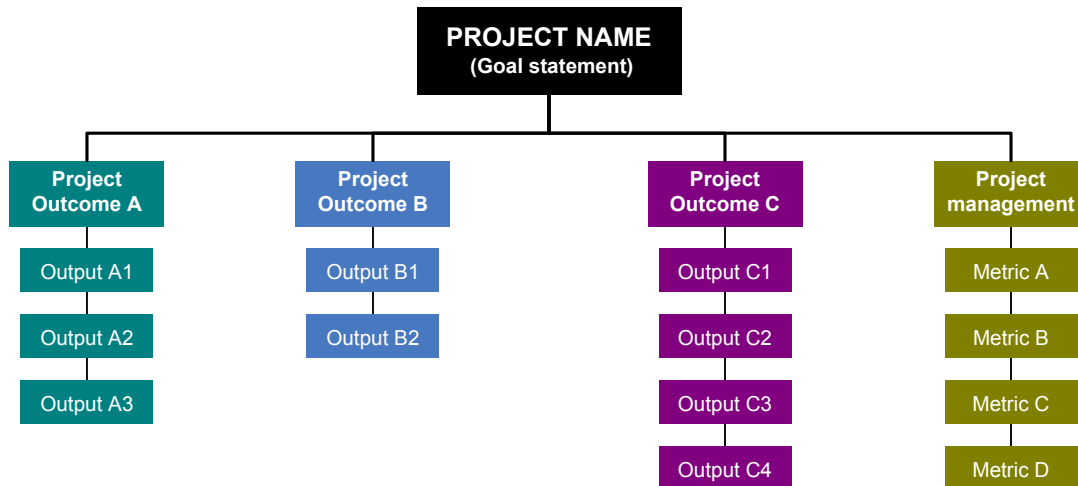 PROJECT NAME
(Goal statement)
Project
Outcome A
Output A1
Output A2
Output A3
Project
Outcome B
Output B1
Output B2
Project
Outcome C
Output C1
Output C2
Output C3
Output C4
Project
management
Metric A
Metric B
Metric C
Metric D